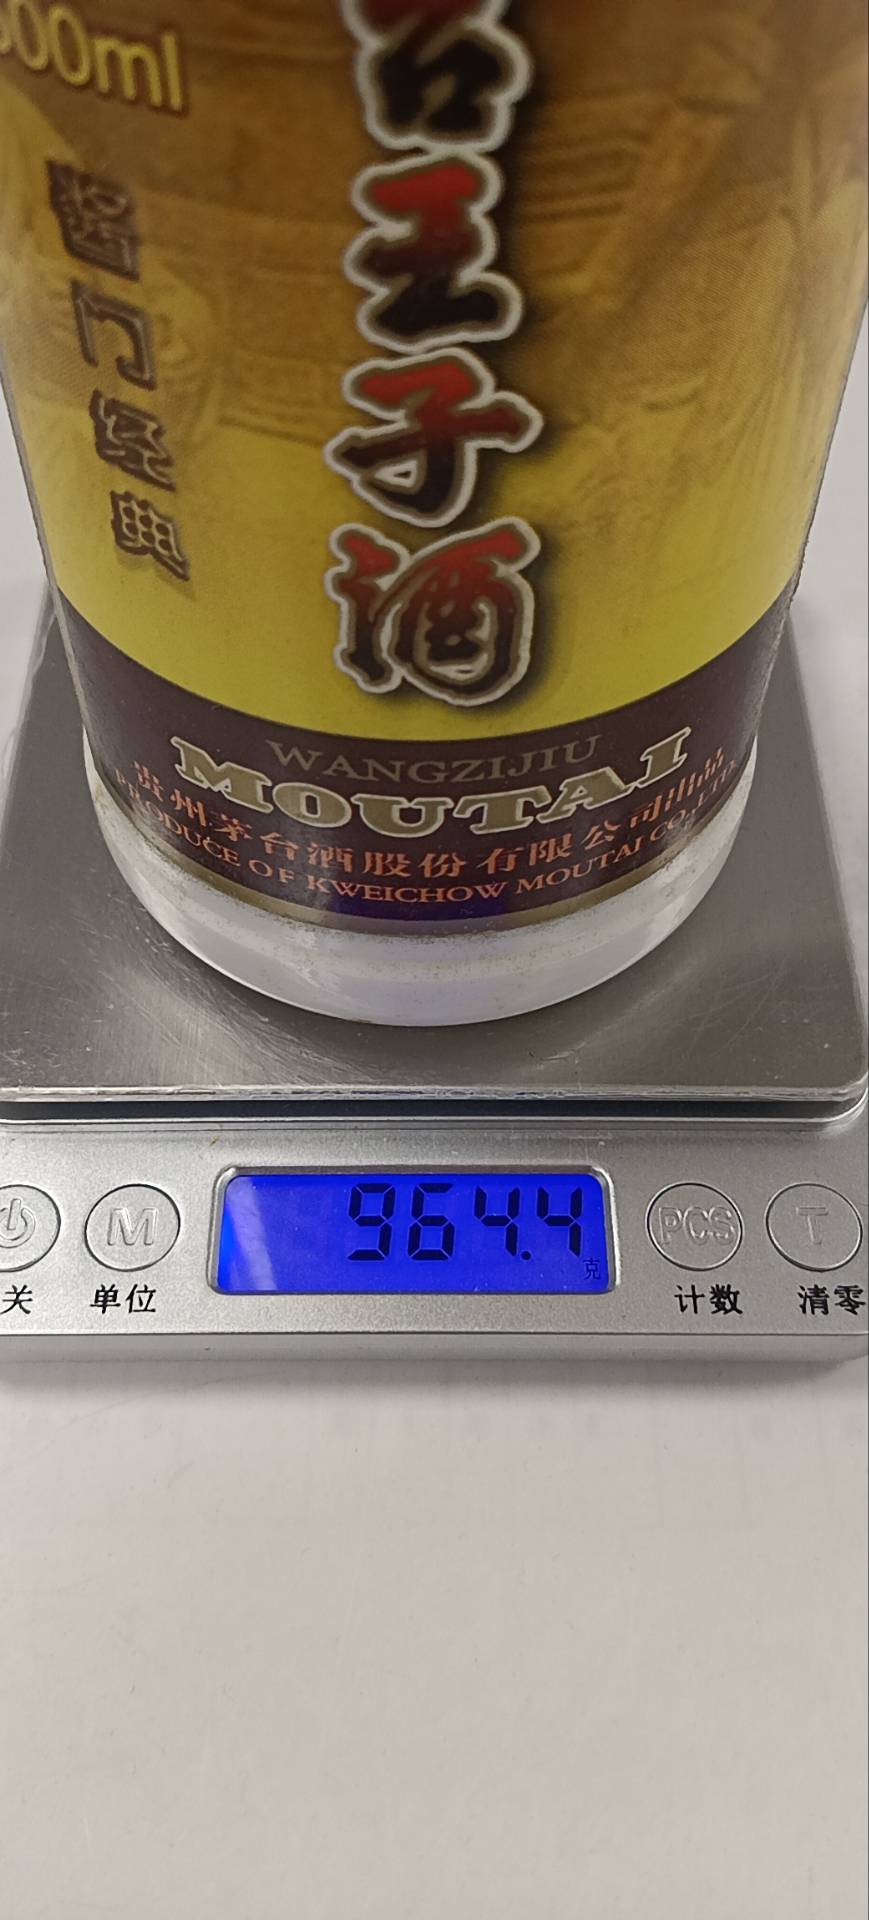 500ml
台王子酒
酱门经典
WANGZIJIU
MOUTAI
贵州茅台酒股份有限公司出品
PRODUCE OF KWEICHOW MOUTAI CO., LTD.
964.4
克
M
PCS
T
关
单位
计数
清零